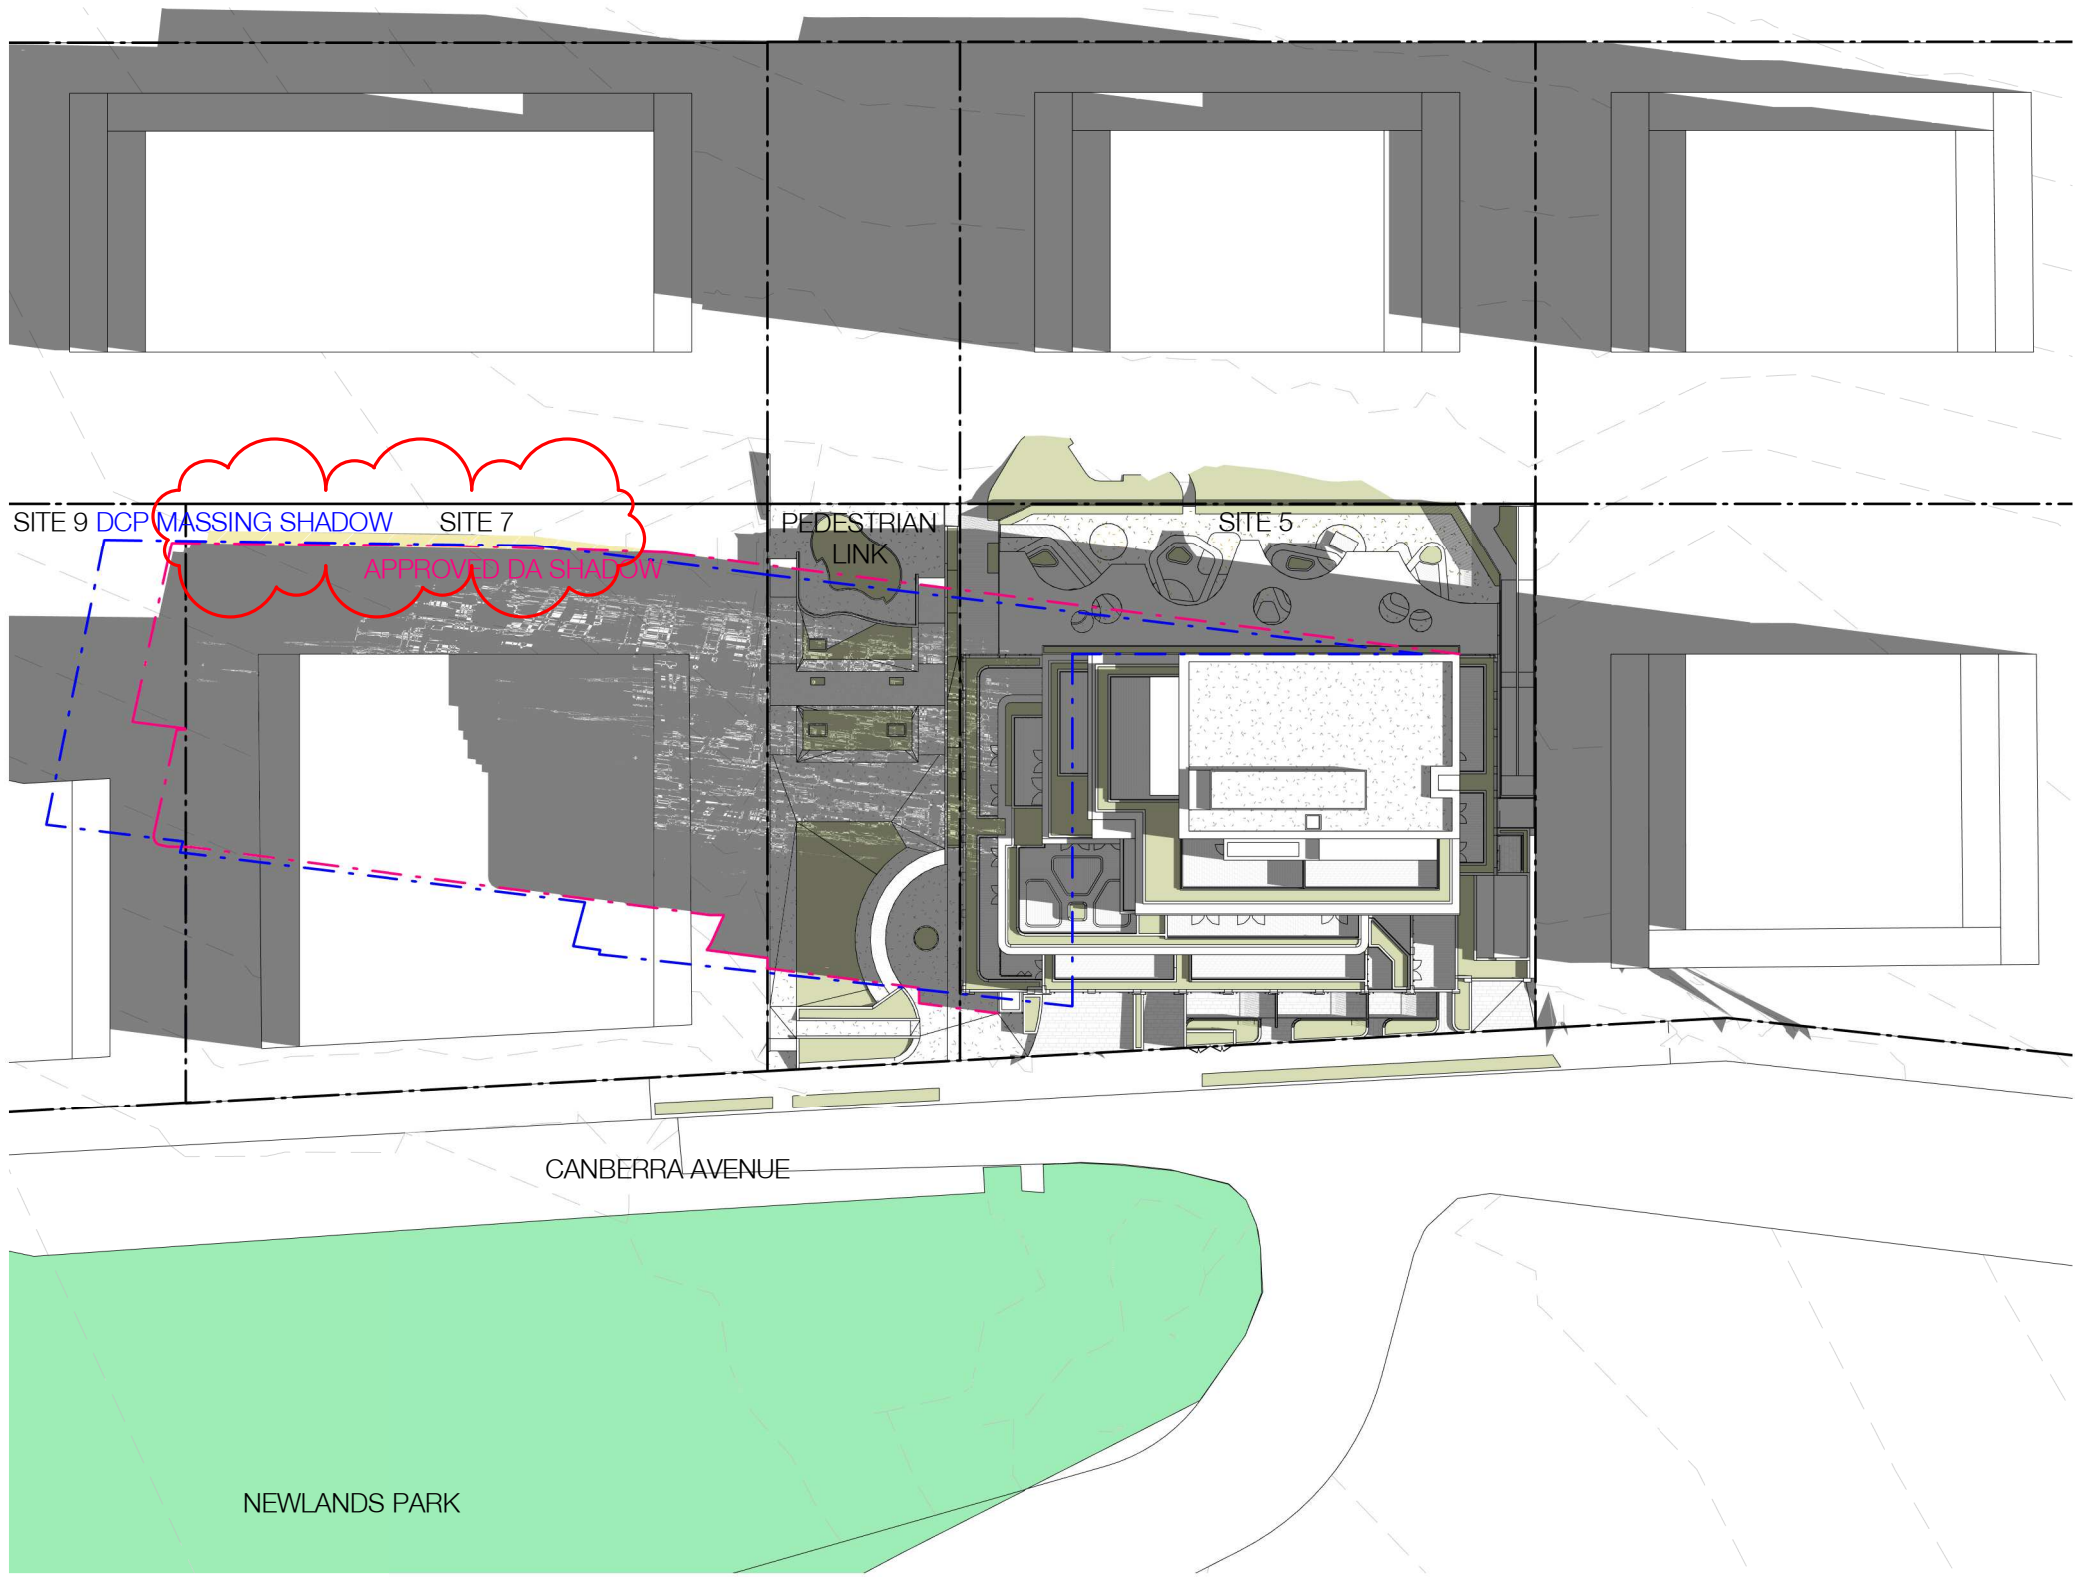 SITE 9 DCP MASSING SHADOW SITE 7 PEDESTRIAN SITE 5
LINK
APPROVED DA SHADOW
CANBERRA AVENUE
NEWLANDS PARK